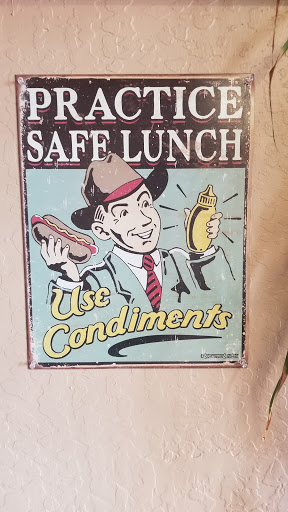 PRACTICE
SAFE LUNCH
Use
Condiments